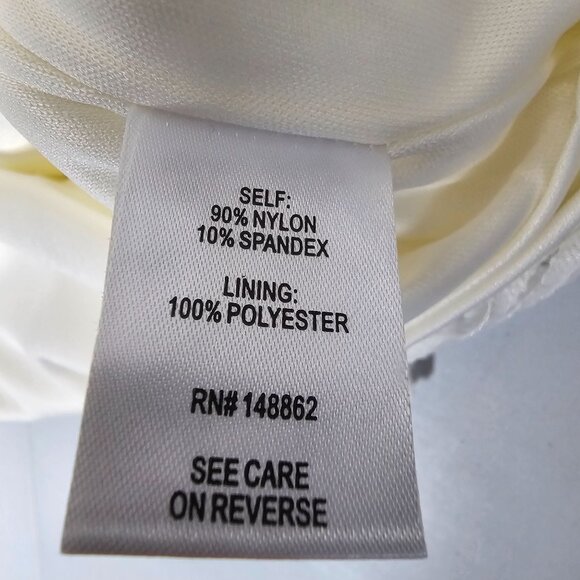 SELF:
90% NYLON
10% SPANDEX
LINING:
100% POLYESTER
RN# 148862
SEE CARE
ON REVERSE